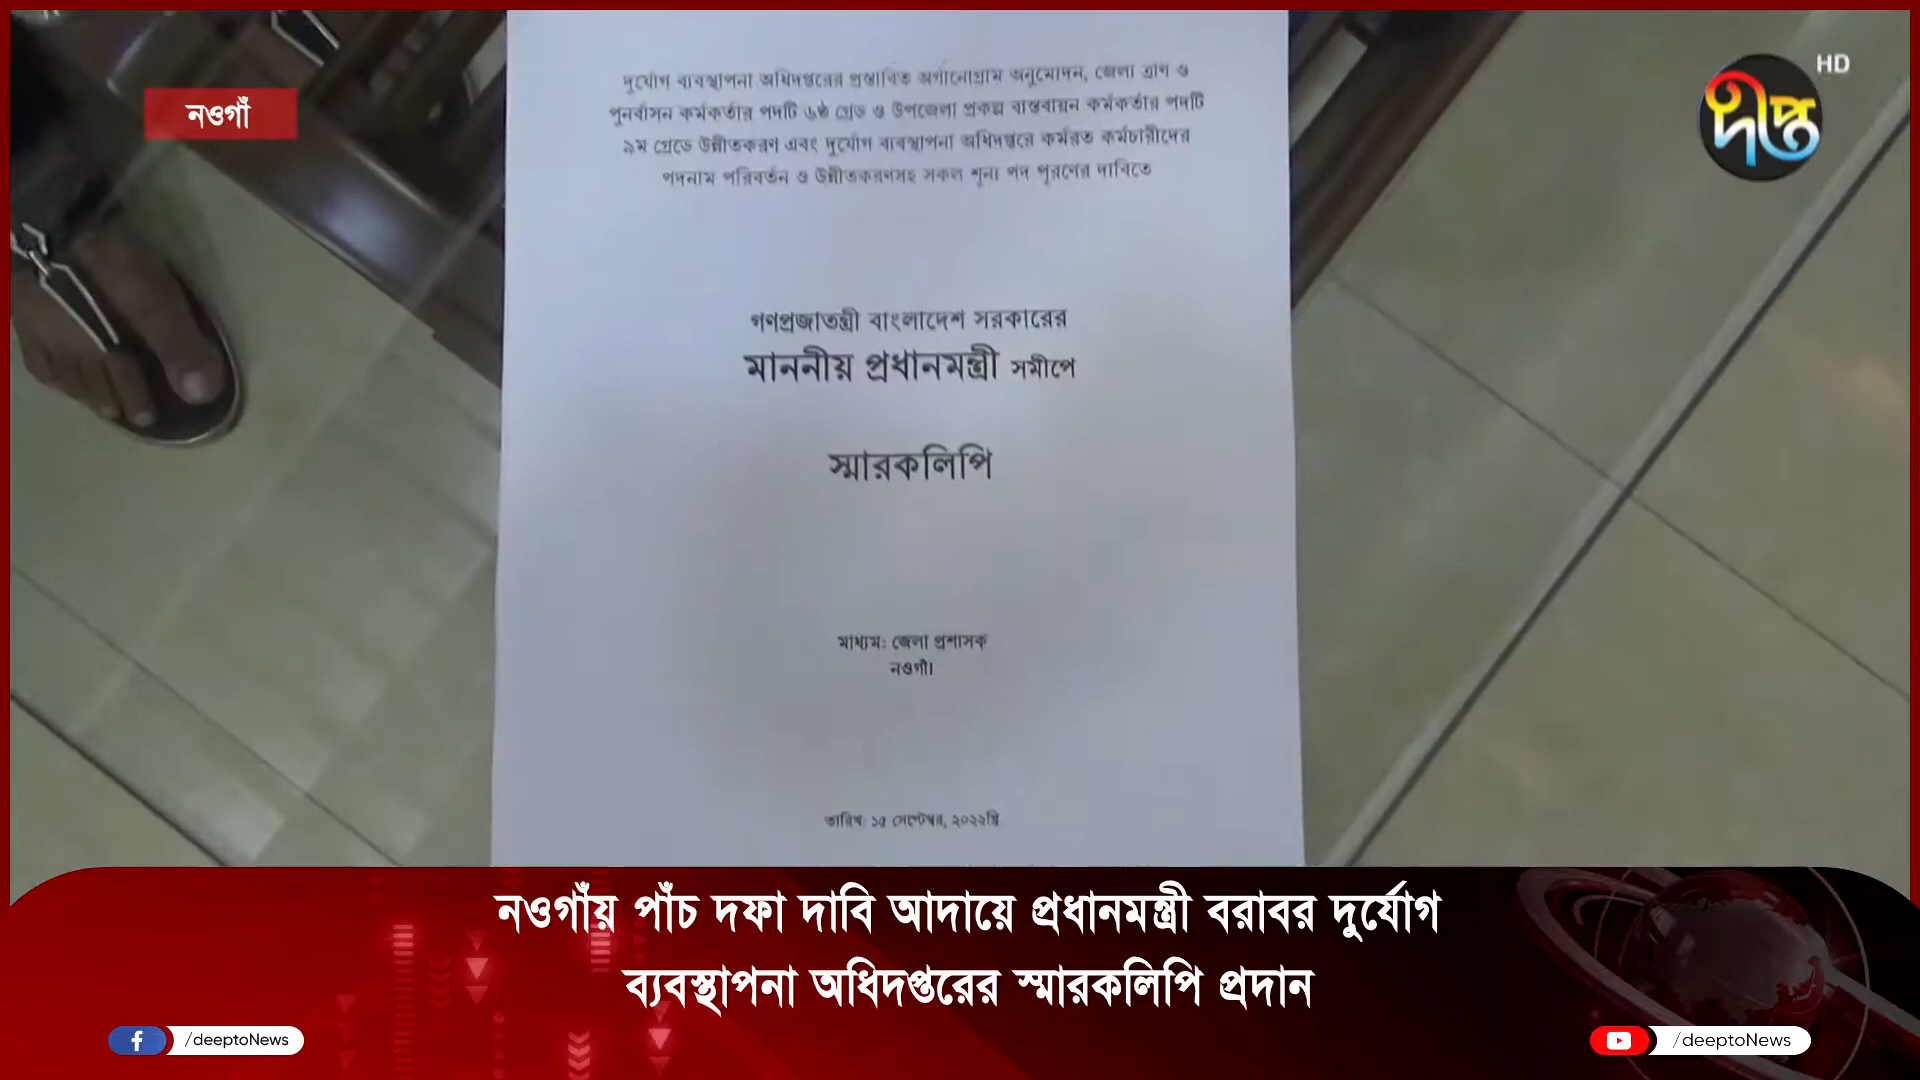 নওগাঁ
HD
দীপ্ত
দুর্যোগ ব্যবস্থাপনা অধিদপ্তরের প্রস্তাবিত অর্গানোগ্রাম অনুমোদন, জেলা ত্রাণ ও
পুনর্বাসন কর্মকর্তার পদটি ৬ষ্ঠ গ্রেড ও উপজেলা প্রকল্প বাস্তবায়ন কর্মকর্তার পদটি
৯ম গ্রেডে উন্নীতকরণ এবং দুর্যোগ ব্যবস্থাপনা অধিদপ্তরে কর্মরত কর্মচারীদের
পদনাম পরিবর্তন ও উন্নীতকরণসহ সকল শূন্য পদ পূরণের দাবিতে
গণপ্রজাতন্ত্রী বাংলাদেশ সরকারের
মাননীয় প্রধানমন্ত্রী সমীপে
স্মারকলিপি
মাধ্যম: জেলা প্রশাসক
নওগাঁ।
তারিখ: ১৫ সেপ্টেম্বর, ২০২২খ্রি
নওগাঁয় পাঁচ দফা দাবি আদায়ে প্রধানমন্ত্রী বরাবর দুর্যোগ
ব্যবস্থাপনা অধিদপ্তরের স্মারকলিপি প্রদান
/deeptoNews
/deeptoNews